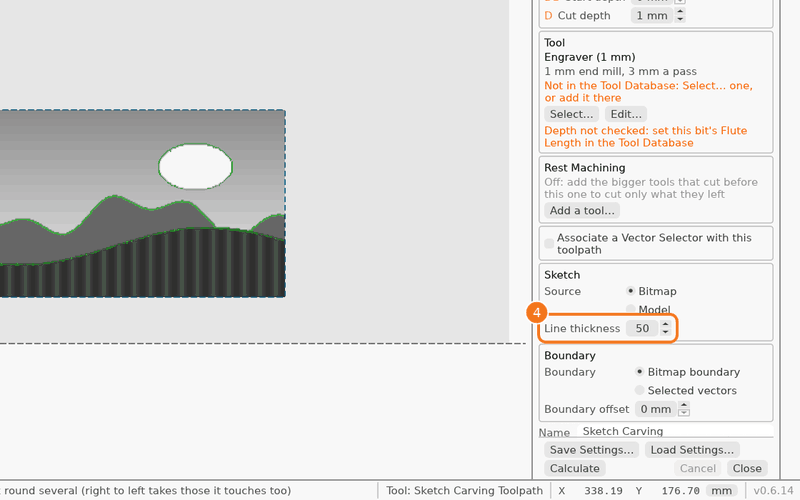 D Cut depth 1 mm
Tool
Engraver (1 mm)
1 mm end mill, 3 mm a pass
Not in the Tool Database: Select... one,
or add it there
Select... Edit...
Depth not checked: set this bit's Flute
Length in the Tool Database
Rest Machining
Off: add the bigger tools that cut before
this one to cut only what they left
Add a tool...
Associate a Vector Selector with this
toolpath
Sketch
Source Bitmap
Model
4
Line thickness 50
Boundary
Boundary Bitmap boundary
Selected vectors
Boundary offset 0 mm
Name Sketch Carving
Save Settings... Load Settings...
Calculate Cancel Close
round several (right to left takes those it touches too) Tool: Sketch Carving Toolpath X 338.19 Y 176.70 mm v0.6.14